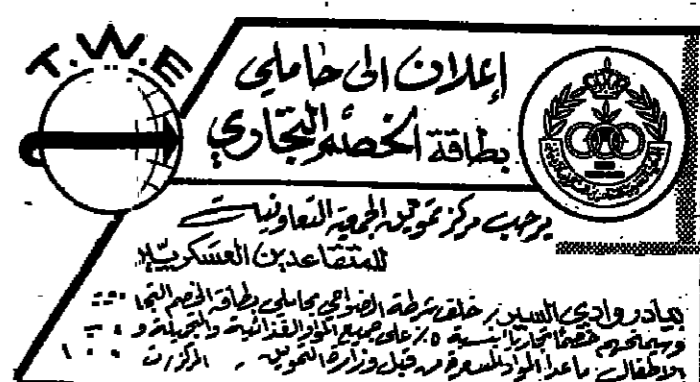 T.W.E
إعلان الى حاملي
بطاقة الخصم التجاري
يرحب مركز تموين الجمعية التعاونية
للمتقاعدين العسكريين
بيادر وادي السير خلف شرطة الضواحي بحاملي بطاقة الخصم
ويمنحهم خصماً تجارياً بنسبة ٥٪ على جميع المواد الغذائية والتجميلية و
الاطفال ما عدا المواد المسعرة من قبل وزارة التموين